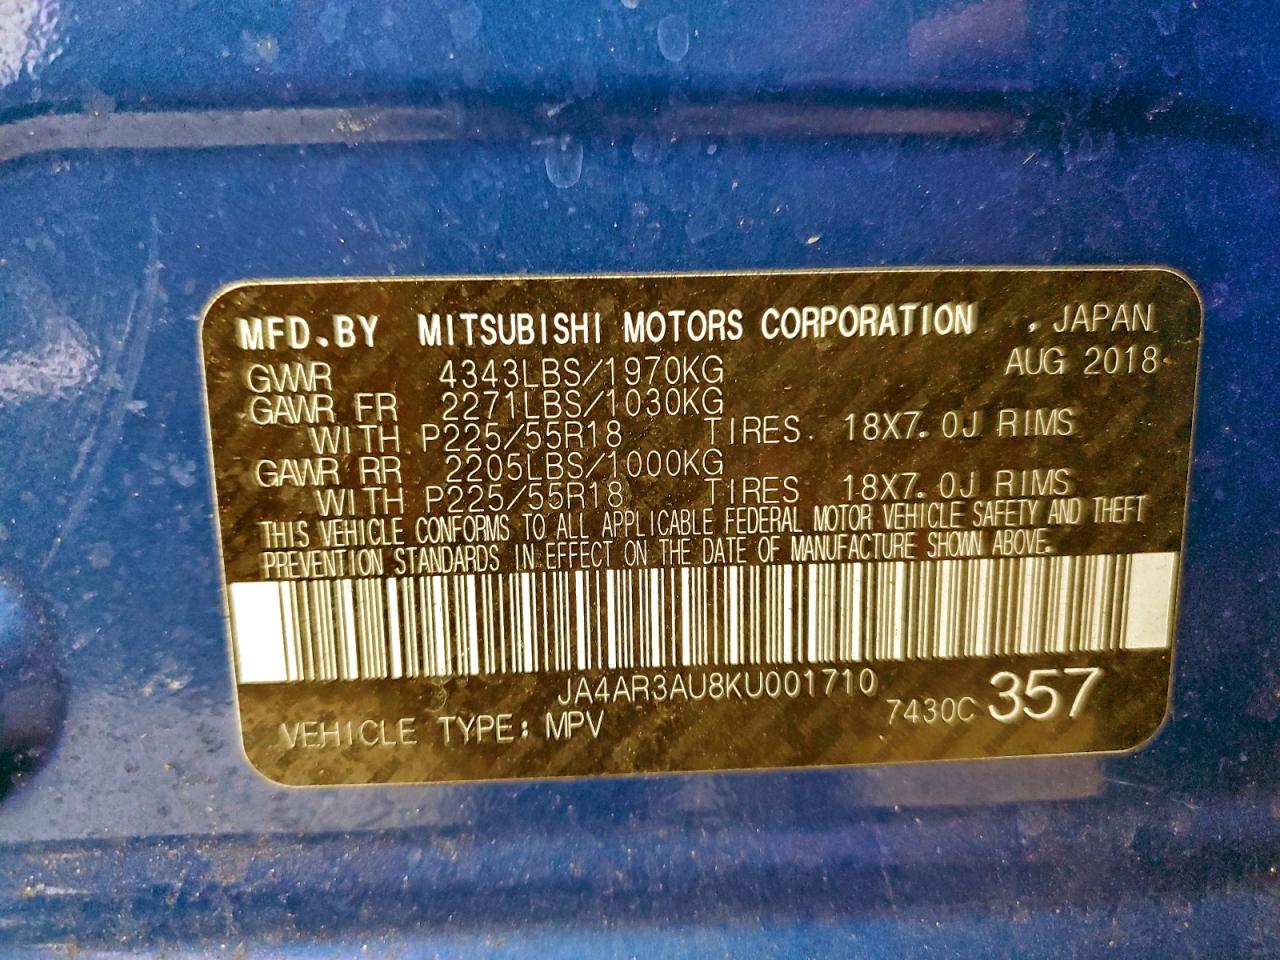 MFD.BY MITSUBISHI MOTORS CORPORATION , JAPAN
GVWR 4343LBS/1970KG AUG 2018
GAWR FR 2271LBS/1030KG
WITH P225/55R18 TIRES. 18X7.0J RIMS
GAWR RR 2205LBS/1000KG
WITH P225/55R18 TIRES 18X7.0J RIMS
THIS VEHICLE CONFORMS TO ALL APPLICABLE FEDERAL MOTOR VEHICLE SAFETY AND THEFT
PREVENTION STANDARDS IN EFFECT ON THE DATE OF MANUFACTURE SHOWN ABOVE.
JA4AR3AU8KU001710
VEHICLE TYPE: MPV 7430C 357